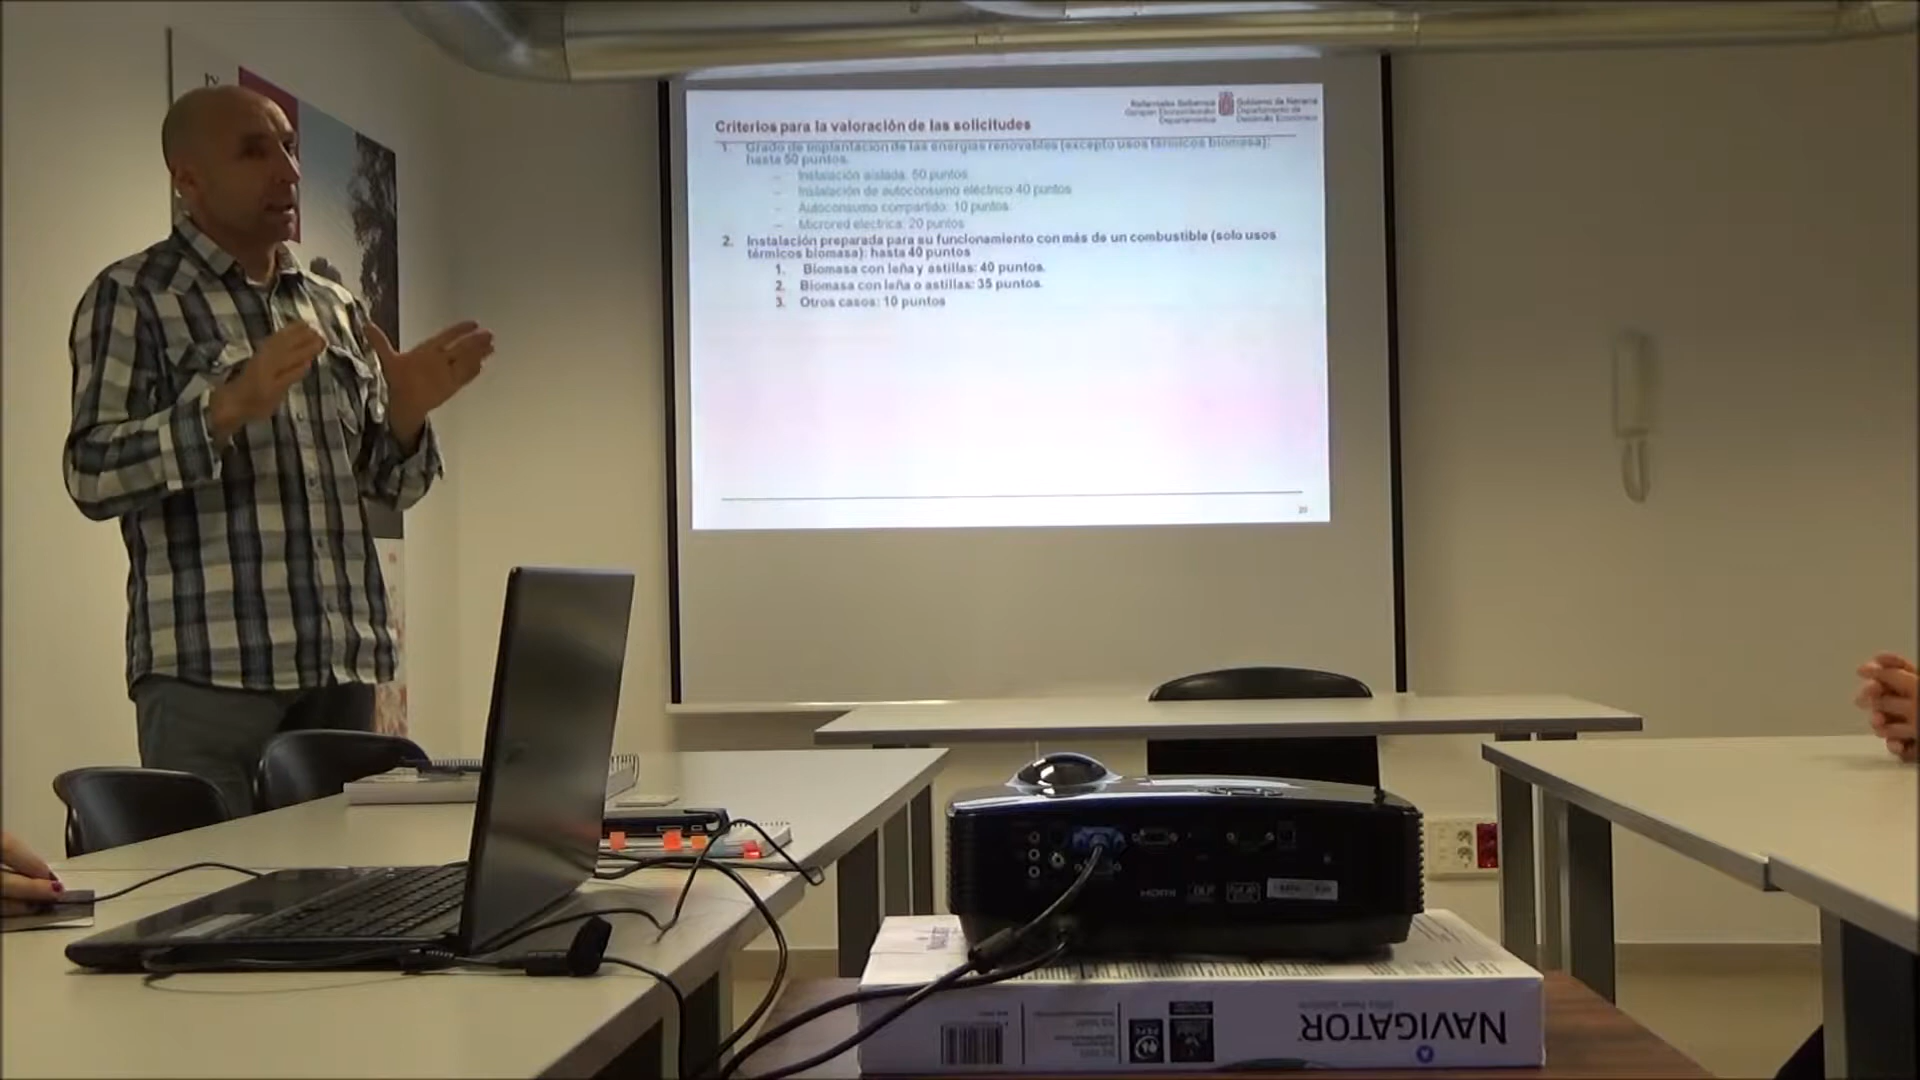 Gobierno de Navarra
Departamento de
Desarrollo Económico
Criterios para la valoración de las solicitudes
1. Grado de implantación de las energías renovables (excepto usos térmicos biomasa):
hasta 50 puntos.
– Instalación aislada: 50 puntos
– Instalación de autoconsumo eléctrico 40 puntos
– Autoconsumo compartido: 10 puntos.
– Microred electrica: 20 puntos
2. Instalación preparada para su funcionamiento con más de un combustible (solo usos
térmicos biomasa): hasta 40 puntos
1. Biomasa con leña y astillas: 40 puntos.
2. Biomasa con leña o astillas: 35 puntos.
3. Otros casos: 10 puntos
HDMI
NAVIGATOR